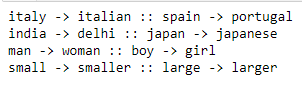 italy -> italian :: spain -> portugal
india -> delhi :: japan -> japanese
man -> woman :: boy -> girl
small -> smaller :: large -> larger